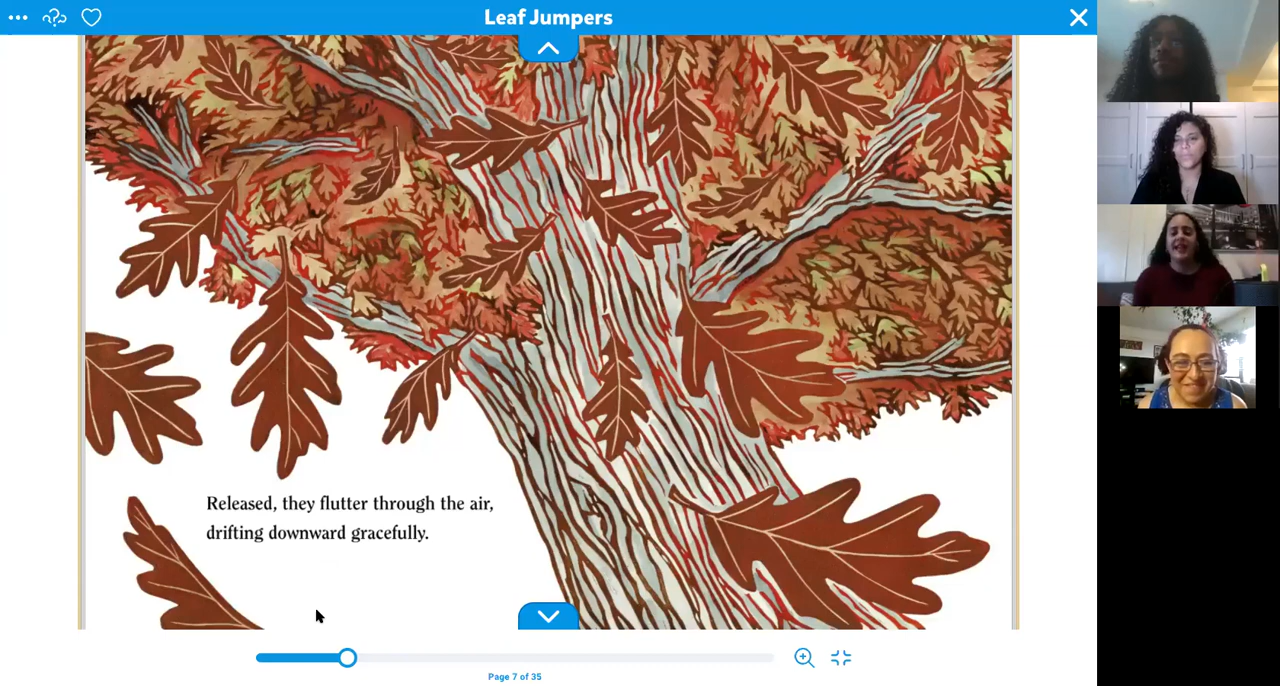 Leaf Jumpers
Released, they flutter through the air,
drifting downward gracefully.
Page 7 of 35